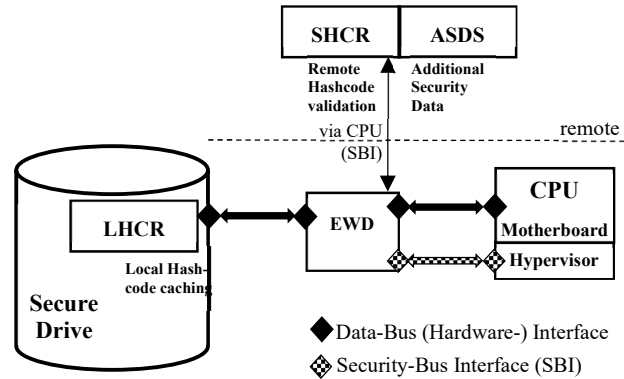 SHCR
ASDS
Remote
Hashcode
validation
Additional
Security
Data
via CPU
(SBI)
remote
LHCR
Local Hash-
code caching
Secure
Drive
EWD
CPU
Motherboard
Hypervisor
Data-Bus (Hardware-) Interface
Security-Bus Interface (SBI)